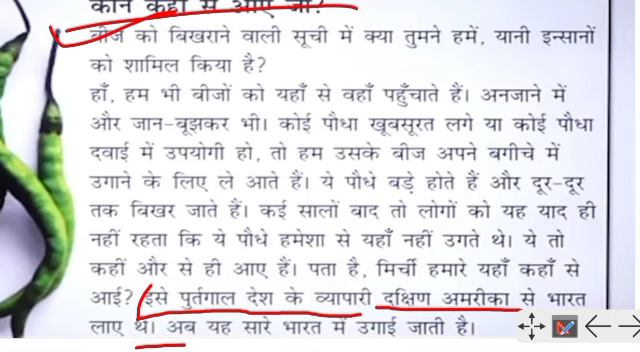 कौन कहाँ से आए जी?
बीज को बिखराने वाली सूची में क्या तुमने हमें, यानी इन्सानों
को शामिल किया है?
हाँ, हम भी बीजों को यहाँ से वहाँ पहुँचाते हैं। अनजाने में
और जान-बूझकर भी। कोई पौधा खूबसूरत लगे या कोई पौधा
दवाई में उपयोगी हो, तो हम उसके बीज अपने बगीचे में
उगाने के लिए ले आते हैं। ये पौधे बड़े होते हैं और दूर-दूर
तक बिखर जाते हैं। कई सालों बाद तो लोगों को यह याद ही
नहीं रहता कि ये पौधे हमेशा से यहाँ नहीं उगते थे। ये तो
कहीं और से ही आए हैं। पता है, मिर्ची हमारे यहाँ कहाँ से
आई? इसे पुर्तगाल देश के व्यापारी दक्षिण अमरीका से भारत
लाए थे। अब यह सारे भारत में उगाई जाती है।